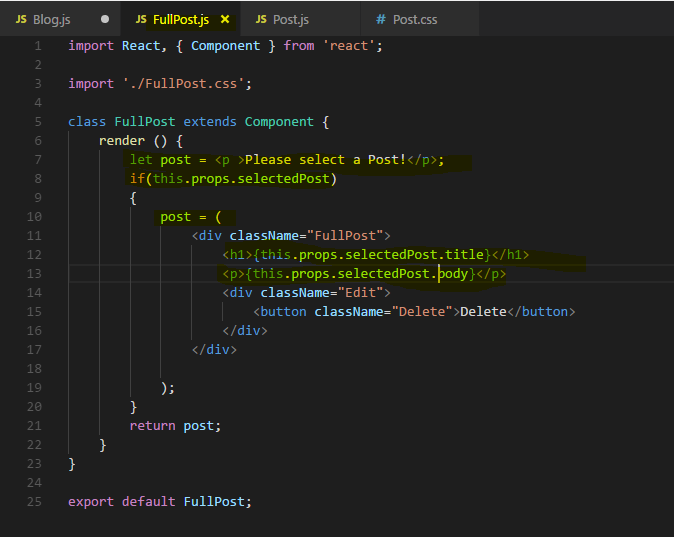 JS Blog.js ● JS FullPost.js × JS Post.js # Post.css
1 import React, { Component } from 'react';
2
3 import './FullPost.css';
4
5 class FullPost extends Component {
6 render () {
7 let post = <p >Please select a Post!</p>;
8 if(this.props.selectedPost)
9 {
10 post = (
11 <div className="FullPost">
12 <h1>{this.props.selectedPost.title}</h1>
13 <p>{this.props.selectedPost.body}</p>
14 <div className="Edit">
15 <button className="Delete">Delete</button>
16 </div>
17 </div>
18
19 );
20 }
21 return post;
22 }
23 }
24
25 export default FullPost;